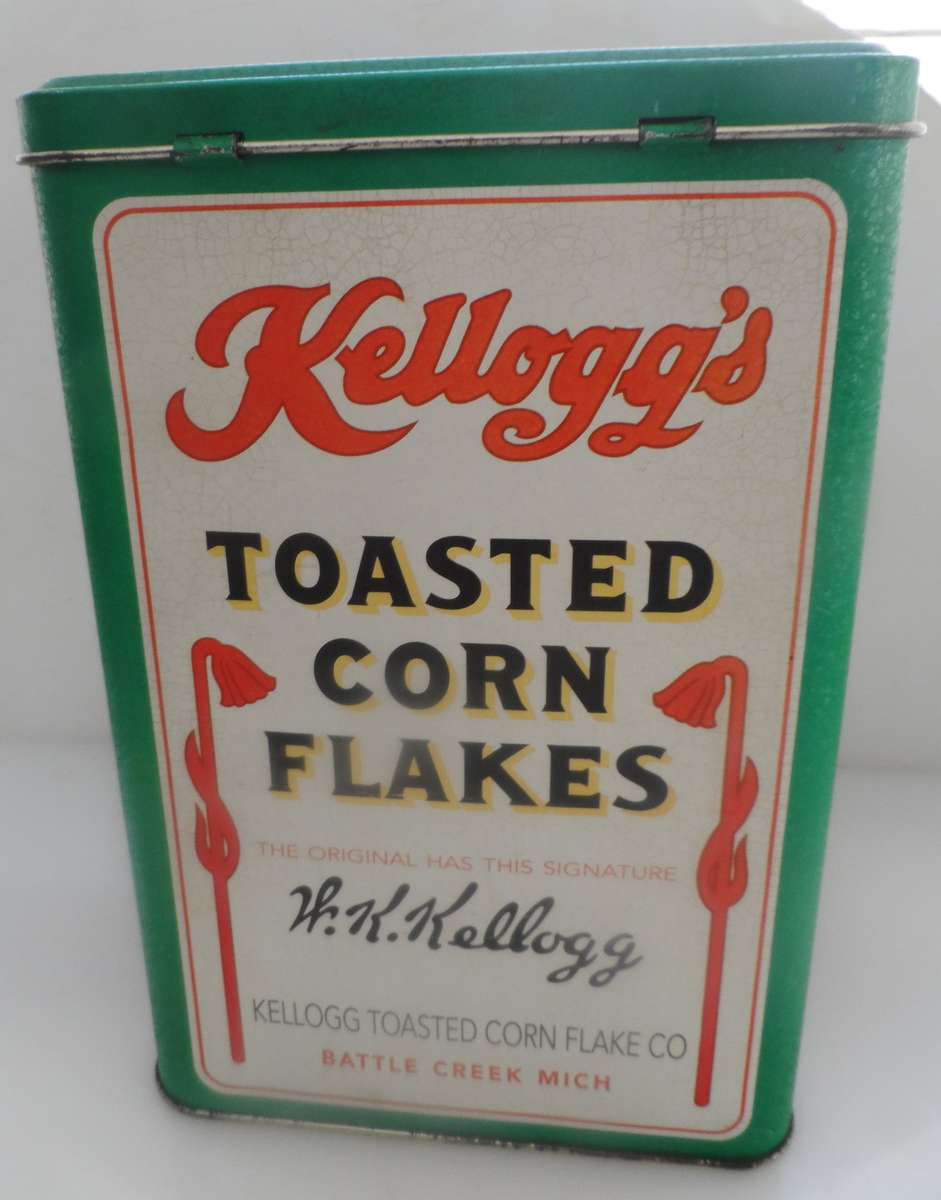 Kellogg's
TOASTED
CORN
FLAKES
THE ORIGINAL HAS THIS SIGNATURE
W.K.Kellogg
KELLOGG TOASTED CORN FLAKE CO
BATTLE CREEK MICH